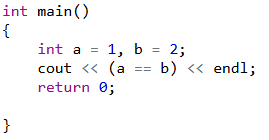 int main()
{
    int a = 1, b = 2;
    cout << (a == b) << endl;
    return 0;

}